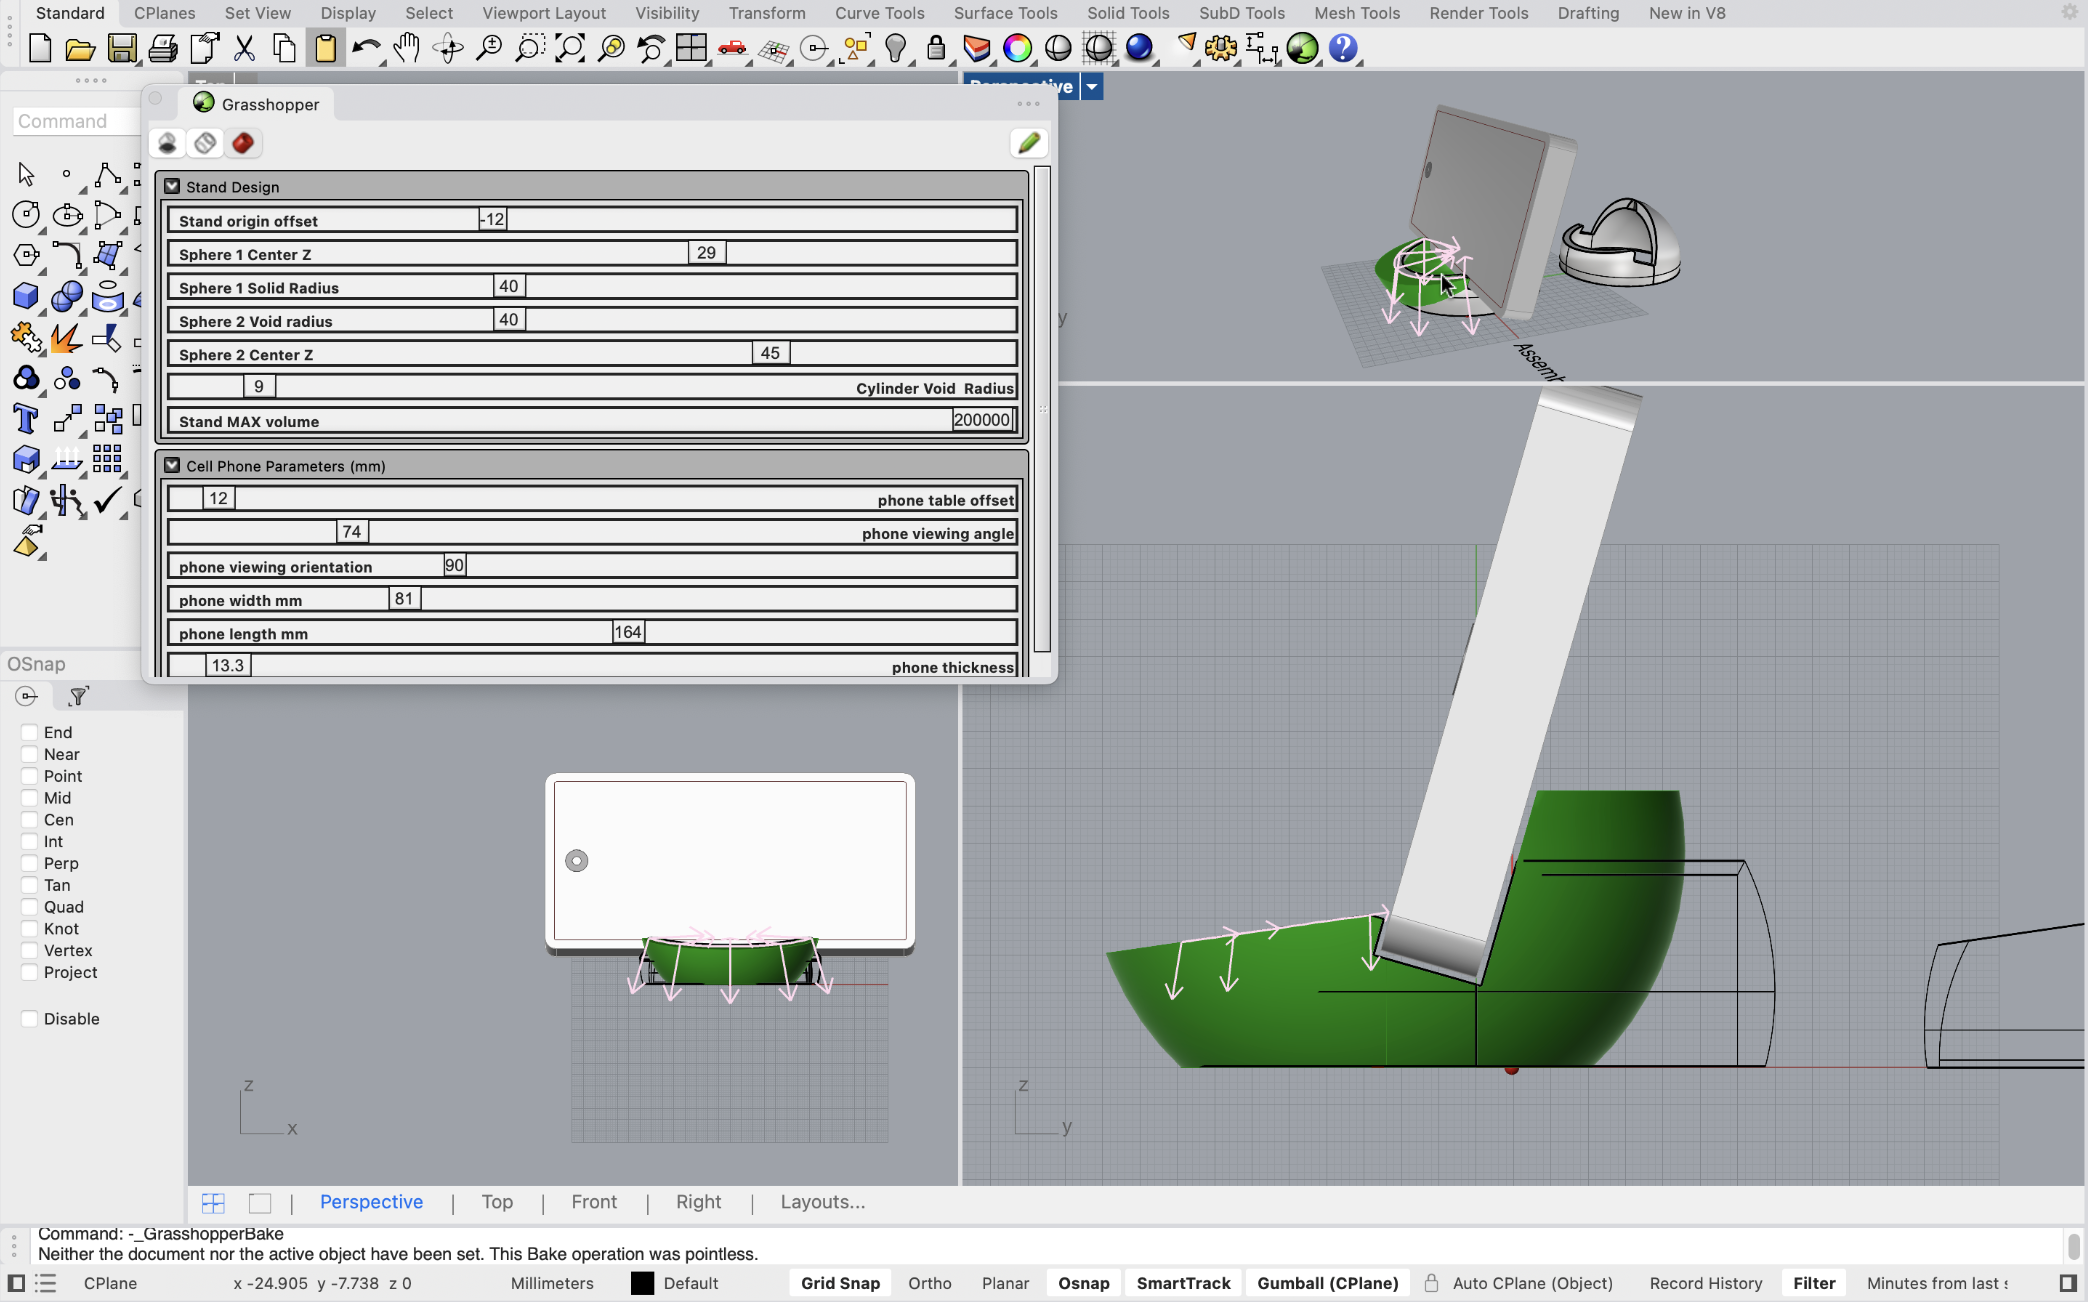 Standard CPlanes Set View Display Select Viewport Layout Visibility Transform Curve Tools Surface Tools Solid Tools SubD Tools Mesh Tools Render Tools Drafting New in V8
Command
Grasshopper
Stand Design
Stand origin offset -12
Sphere 1 Center Z 29
Sphere 1 Solid Radius 40
Sphere 2 Void radius 40
Sphere 2 Center Z 45
9 Cylinder Void Radius
Stand MAX volume 200000
Cell Phone Parameters (mm)
12 phone table offset
74 phone viewing angle
phone viewing orientation 90
phone width mm 81
phone length mm 164
13.3 phone thickness
y
OSnap
End
Near
Point
Mid
Cen
Int
Perp
Tan
Quad
Knot
Vertex
Project
Disable
z
x
z
y
Perspective | Top | Front | Right | Layouts...
Command: -_GrasshopperBake
Neither the document nor the active object have been set. This Bake operation was pointless.
CPlane x -24.905 y -7.738 z 0 Millimeters Default Grid Snap Ortho Planar Osnap SmartTrack Gumball (CPlane) Auto CPlane (Object) Record History Filter Minutes from last